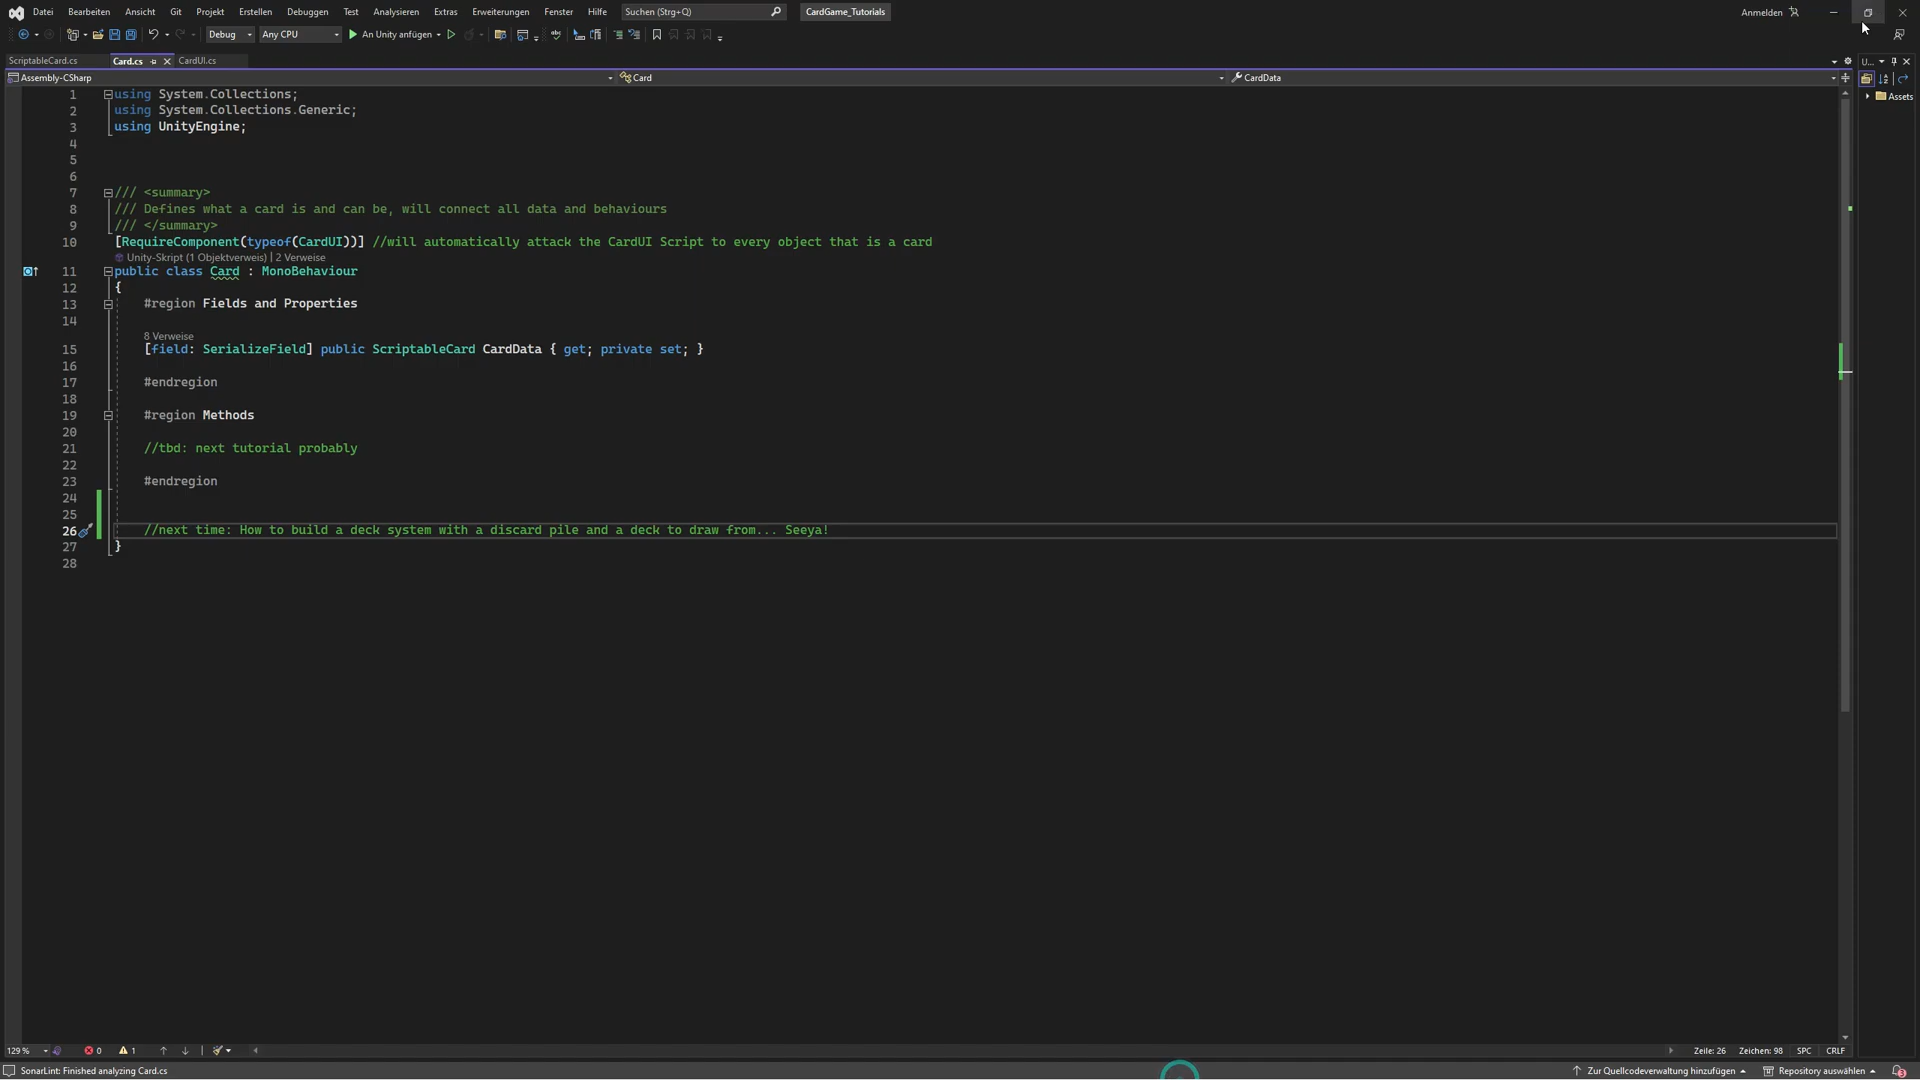 Datei Bearbeiten Ansicht Git Projekt Erstellen Debuggen Test Analysieren Extras Erweiterungen Fenster Hilfe Suchen (Strg+Q) CardGame_Tutorials Anmelden
Debug Any CPU An Unity anfügen
ScriptableCard.cs Card.cs CardUI.cs U...
Assembly-CSharp Card CardData
Assets
1 using System.Collections;
2 using System.Collections.Generic;
3 using UnityEngine;
4
5
6
7 /// <summary>
8 /// Defines what a card is and can be, will connect all data and behaviours
9 /// </summary>
10 [RequireComponent(typeof(CardUI))] //will automatically attack the CardUI Script to every object that is a card
Unity-Skript (1 Objektverweis) | 2 Verweise
11 public class Card : MonoBehaviour
12 {
13 #region Fields and Properties
14
8 Verweise
15 [field: SerializeField] public ScriptableCard CardData { get; private set; }
16
17 #endregion
18
19 #region Methods
20
21 //tbd: next tutorial probably
22
23 #endregion
24
25
26 //next time: How to build a deck system with a discard pile and a deck to draw from... Seeya!
27 }
28
129 % 0 1 Zeile: 26 Zeichen: 98 SPC CRLF
SonarLint: Finished analyzing Card.cs Zur Quellcodeverwaltung hinzufügen Repository auswählen